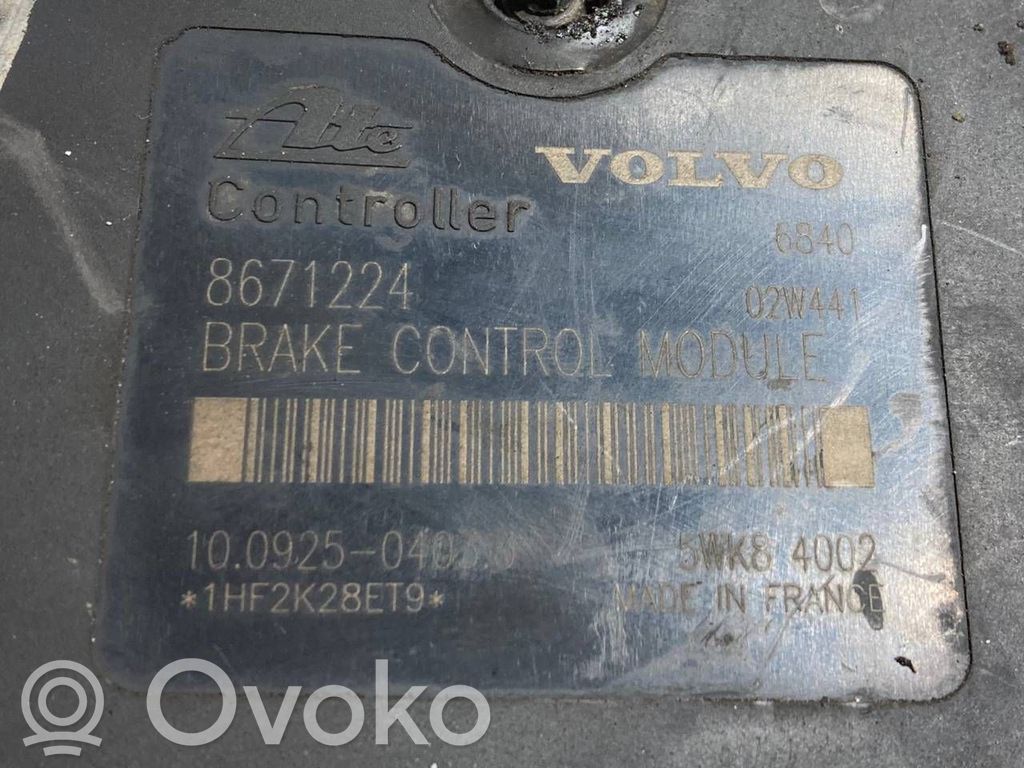 Ate
VOLVO
Controller
6840
8671224
02W441
BRAKE CONTROL MODULE
5WK8 4002
*1HF2K28ET9*
MADE IN FRANCE
Ovoko